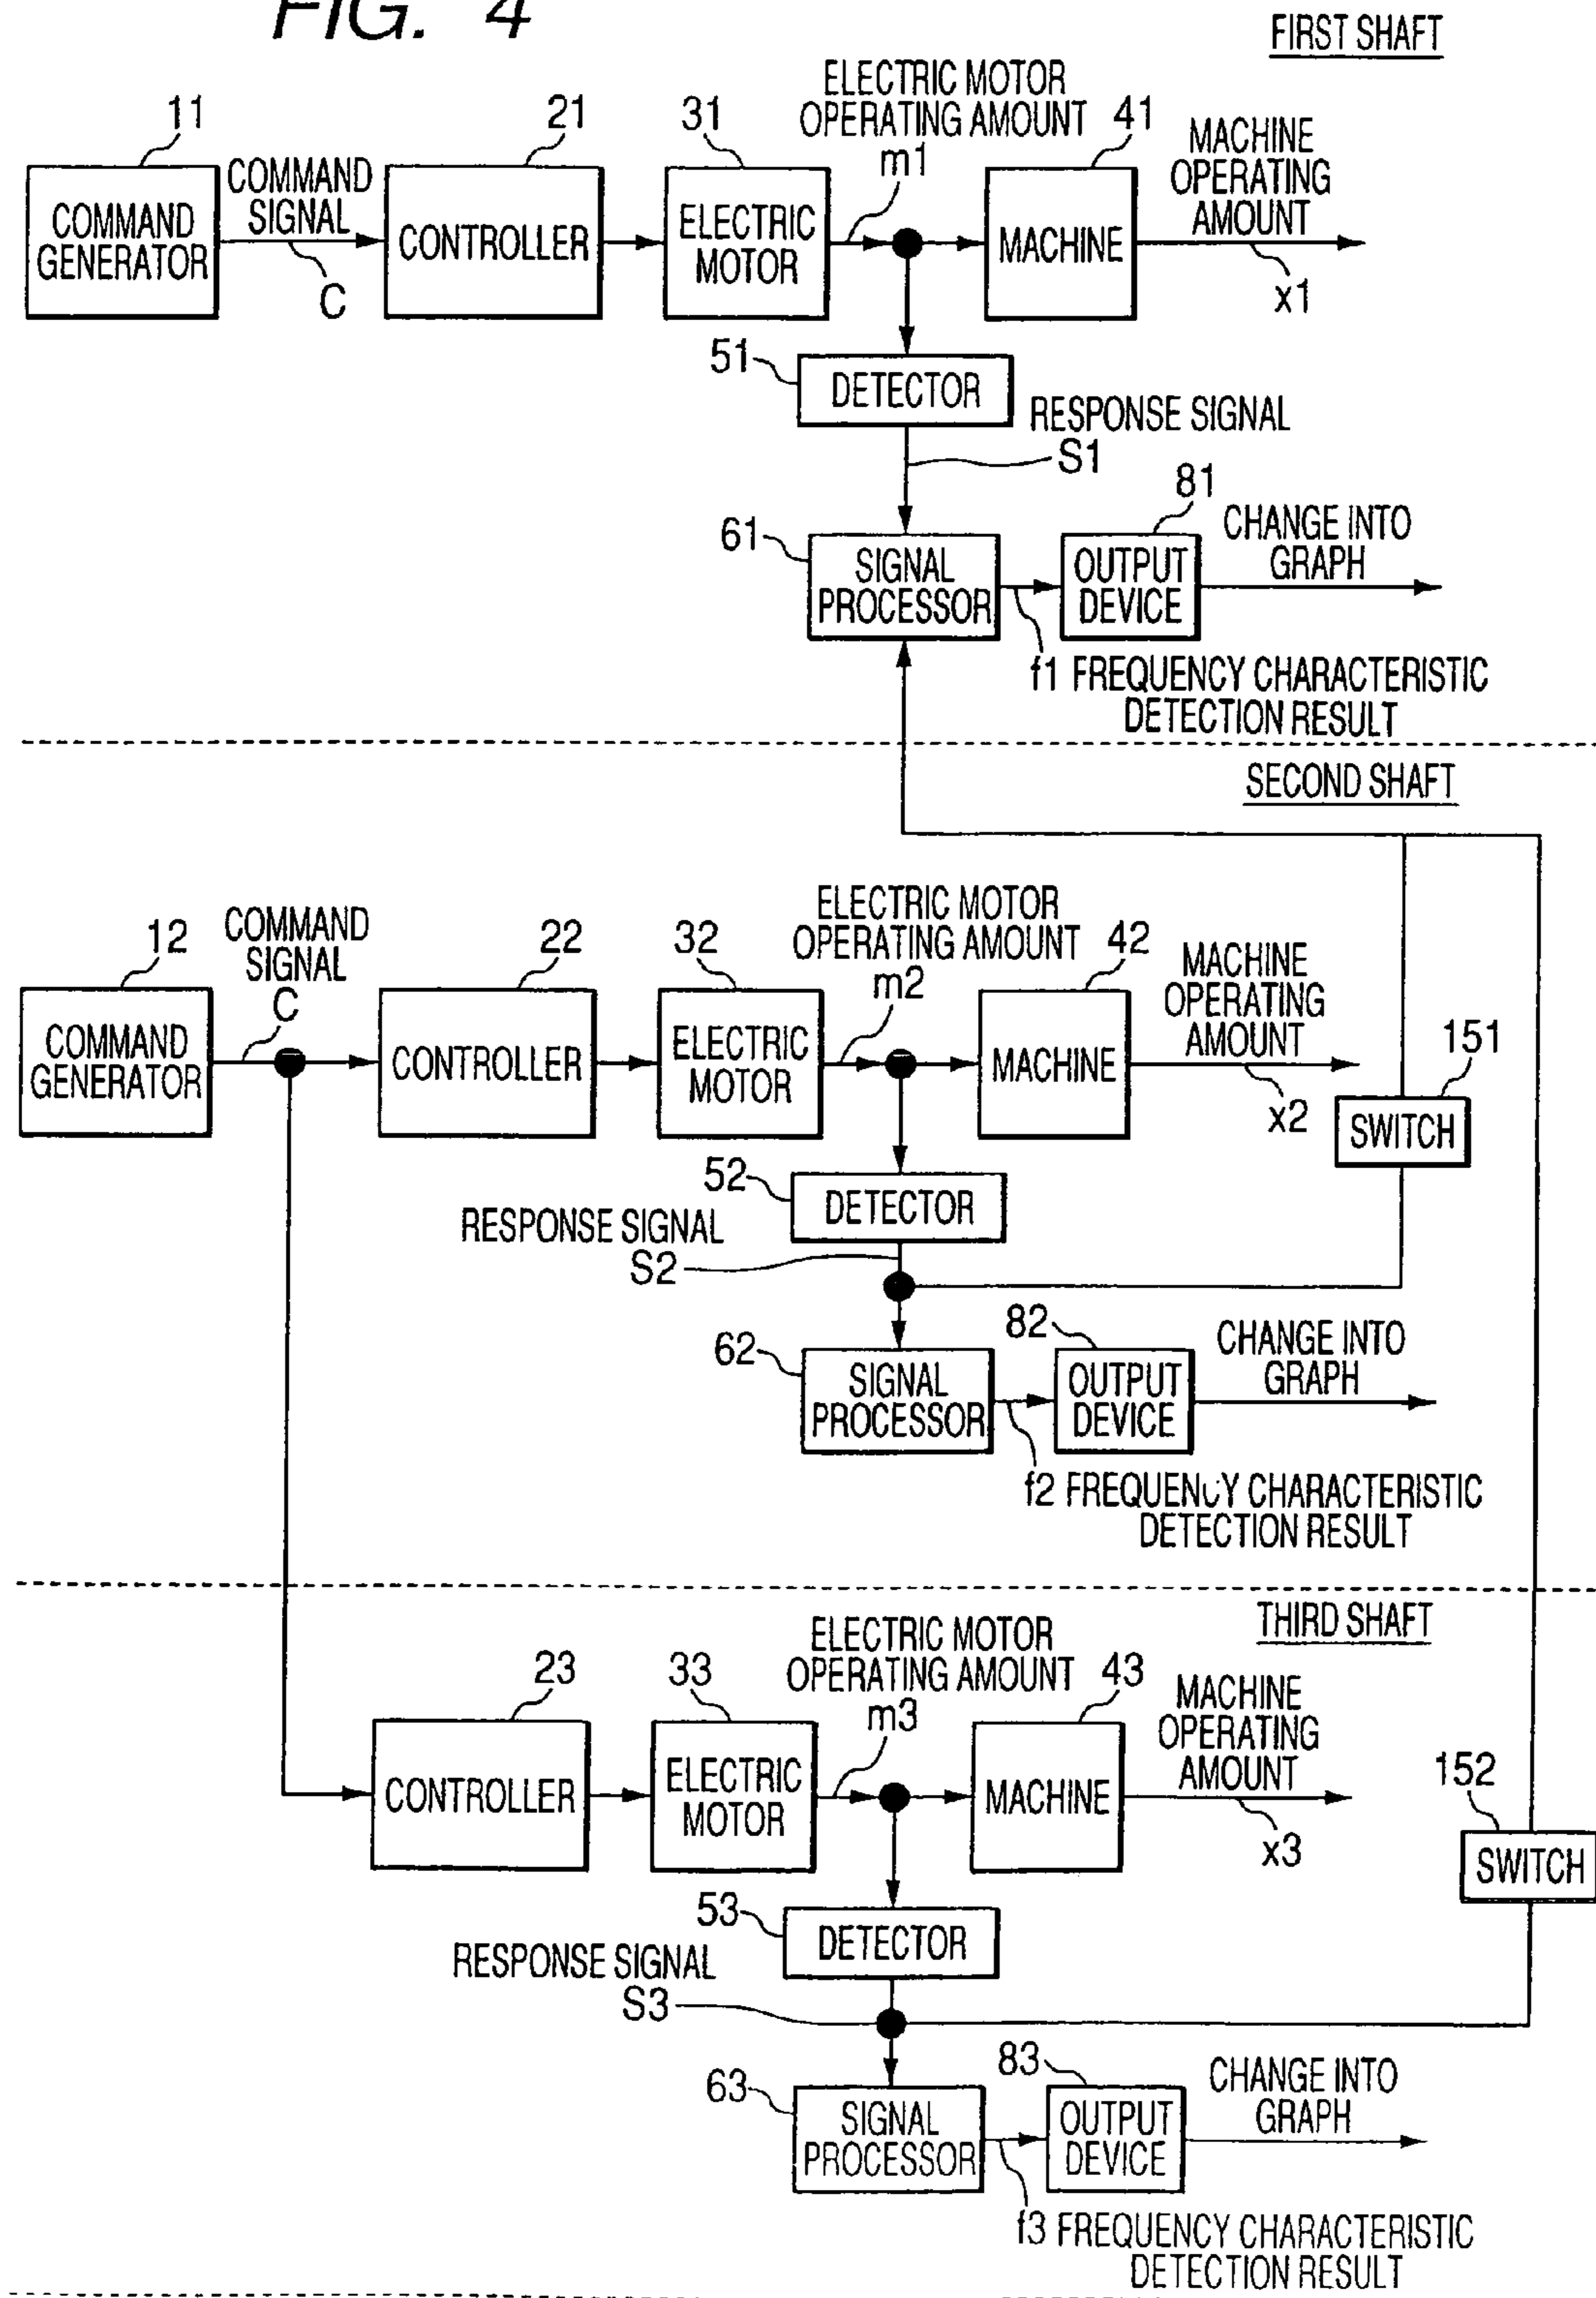 FIG. 4
FIRST SHAFT
11
COMMAND
GENERATOR
COMMAND
SIGNAL
C
21
CONTROLLER
31
ELECTRIC
MOTOR
ELECTRIC MOTOR
OPERATING AMOUNT
m1
41
MACHINE
MACHINE
OPERATING
AMOUNT
x1
51
DETECTOR
RESPONSE SIGNAL
S1
61
SIGNAL
PROCESSOR
81
OUTPUT
DEVICE
CHANGE INTO
GRAPH
f1 FREQUENCY CHARACTERISTIC
DETECTION RESULT
SECOND SHAFT
12
COMMAND
GENERATOR
COMMAND
SIGNAL
C
22
CONTROLLER
32
ELECTRIC
MOTOR
ELECTRIC MOTOR
OPERATING AMOUNT
m2
42
MACHINE
MACHINE
OPERATING
AMOUNT
x2
151
SWITCH
52
DETECTOR
RESPONSE SIGNAL
S2
62
SIGNAL
PROCESSOR
82
OUTPUT
DEVICE
CHANGE INTO
GRAPH
f2 FREQUENCY CHARACTERISTIC
DETECTION RESULT
THIRD SHAFT
23
CONTROLLER
33
ELECTRIC
MOTOR
ELECTRIC MOTOR
OPERATING AMOUNT
m3
43
MACHINE
MACHINE
OPERATING
AMOUNT
x3
152
SWITCH
53
DETECTOR
RESPONSE SIGNAL
S3
63
SIGNAL
PROCESSOR
83
OUTPUT
DEVICE
CHANGE INTO
GRAPH
f3 FREQUENCY CHARACTERISTIC
DETECTION RESULT